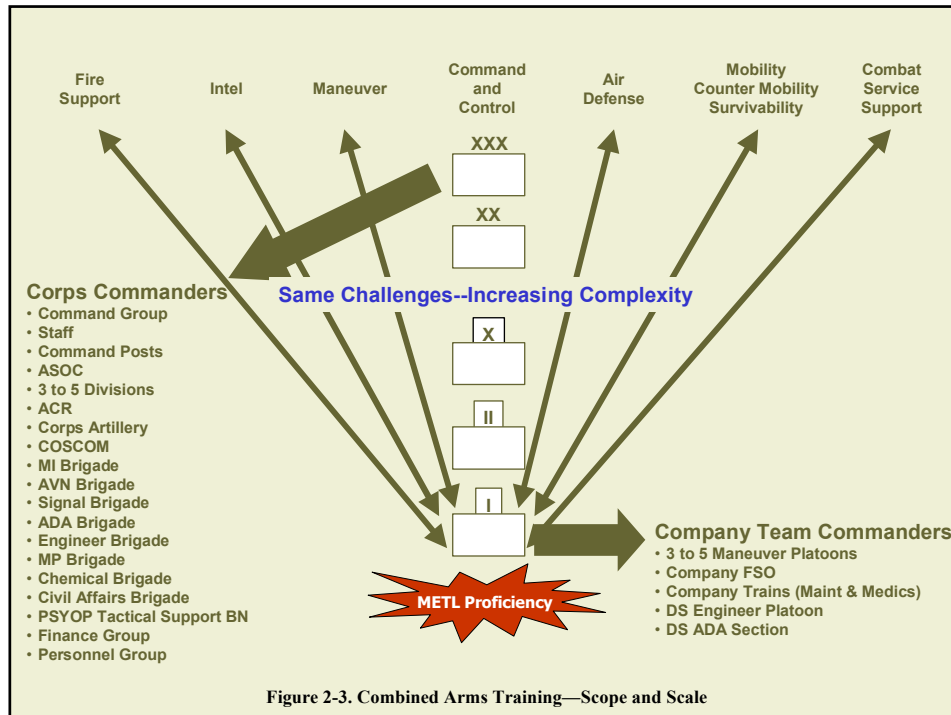 Fire
Support
Intel
Maneuver
Command
and
Control
Air
Defense
Mobility
Counter Mobility
Survivability
Combat
Service
Support
XXX
XX
Same Challenges--Increasing Complexity
X
II
I
Corps Commanders
• Command Group
• Staff
• Command Posts
• ASOC
• 3 to 5 Divisions
• ACR
• Corps Artillery
• COSCOM
• MI Brigade
• AVN Brigade
• Signal Brigade
• ADA Brigade
• Engineer Brigade
• MP Brigade
• Chemical Brigade
• Civil Affairs Brigade
• PSYOP Tactical Support BN
• Finance Group
• Personnel Group
Company Team Commanders
• 3 to 5 Maneuver Platoons
• Company FSO
• Company Trains (Maint & Medics)
• DS Engineer Platoon
• DS ADA Section
METL Proficiency
Figure 2-3. Combined Arms Training—Scope and Scale